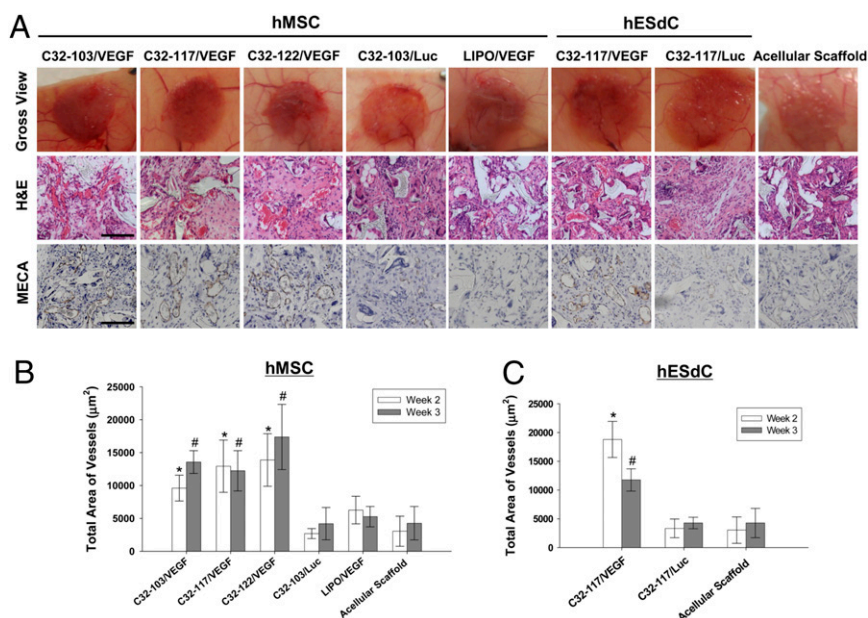 A
hMSC
hESdC
C32-103/VEGF C32-117/VEGF C32-122/VEGF C32-103/Luc LIPO/VEGF C32-117/VEGF C32-117/Luc Acellular Scaffold
Gross View
H&E
MECA
B
hMSC
Total Area of Vessels (μm²)
25000
20000
15000
10000
5000
0
Week 2
Week 3
* # * # * #
C32-103/VEGF C32-117/VEGF C32-122/VEGF C32-103/Luc LIPO/VEGF Acellular Scaffold
C
hESdC
Total Area of Vessels (μm²)
25000
20000
15000
10000
5000
0
Week 2
Week 3
* #
C32-117/VEGF C32-117/Luc Acellular Scaffold